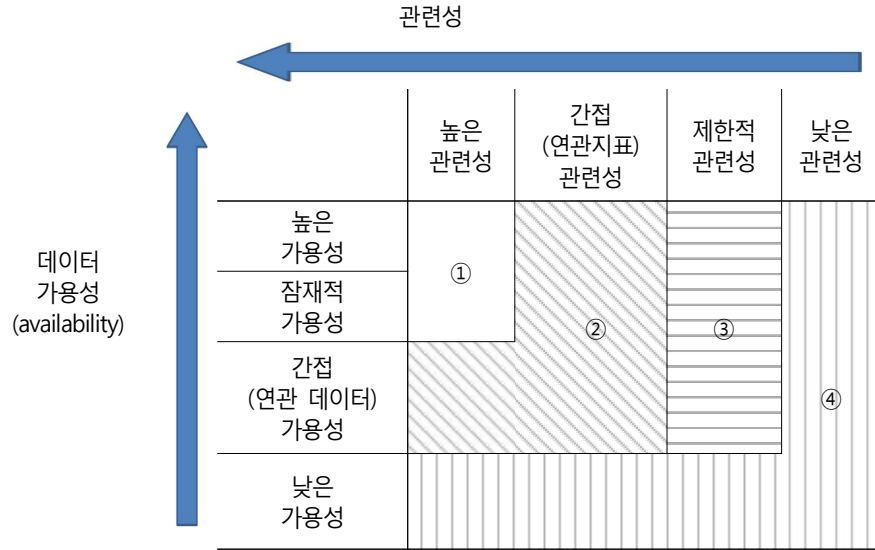 관련성
높은
관련성
간접
(연관지표)
관련성
제한적
관련성
낮은
관련성
데이터
가용성
(availability)
높은
가용성
잠재적
가용성
간접
(연관 데이터)
가용성
낮은
가용성
①
②
③
④